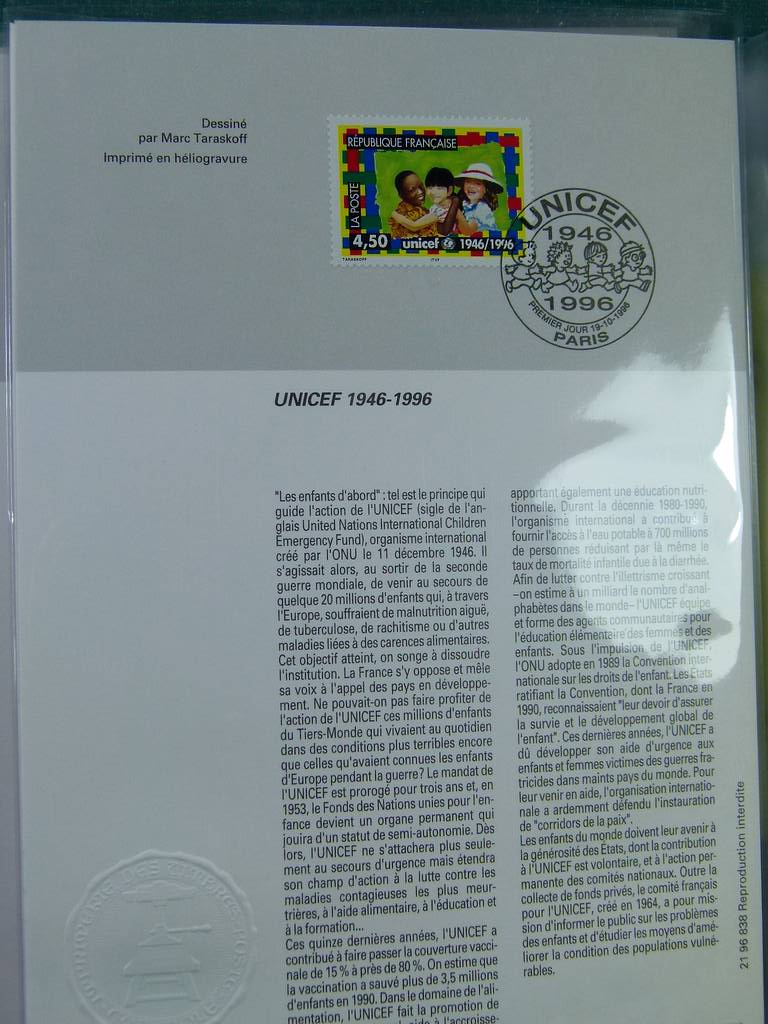 Dessiné
par Marc Taraskoff
Imprimé en héliogravure
RÉPUBLIQUE FRANÇAISE
LA POSTE
4,50 unicef 1946/1996
TARASKOFF ITVF
UNICEF
1946
1996
PREMIER JOUR 19-10-1996
PARIS
UNICEF 1946-1996
"Les enfants d'abord" : tel est le principe qui
guide l'action de l'UNICEF (sigle de l'an-
glais United Nations International Children
Emergency Fund), organisme international
créé par l'ONU le 11 décembre 1946. Il
s'agissait alors, au sortir de la seconde
guerre mondiale, de venir au secours de
quelque 20 millions d'enfants qui, à travers
l'Europe, souffraient de malnutrition aiguë,
de tuberculose, de rachitisme ou d'autres
maladies liées à des carences alimentaires.
Cet objectif atteint, on songe à dissoudre
l'institution. La France s'y oppose et mêle
sa voix à l'appel des pays en développe-
ment. Ne pouvait-on pas faire profiter de
l'action de l'UNICEF ces millions d'enfants
du Tiers-Monde qui vivaient au quotidien
dans des conditions plus terribles encore
que celles qu'avaient connues les enfants
d'Europe pendant la guerre ? Le mandat de
l'UNICEF est prorogé pour trois ans et, en
1953, le Fonds des Nations unies pour l'en-
fance devient un organe permanent qui
jouira d'un statut de semi-autonomie. Dès
lors, l'UNICEF ne s'attachera plus seule-
ment au secours d'urgence mais étendra
son champ d'action à la lutte contre les
maladies contagieuses les plus meur-
trières, à l'aide alimentaire, à l'éducation et
à la formation...
Ces quinze dernières années, l'UNICEF a
contribué à faire passer la couverture vacci-
nale de 15 % à près de 80 %. On estime que
la vaccination a sauvé plus de 3,5 millions
d'enfants en 1990. Dans le domaine de l'ali-
mentation, l'UNICEF fait la promotion de
l'accroisse-
apportant également une éducation nutri-
tionnelle. Durant la décennie 1980-1990,
l'organisme international a contribué à
fournir l'accès à l'eau potable à 700 millions
de personnes réduisant par là même le
taux de mortalité infantile due à la diarrhée.
Afin de lutter contre l'illettrisme croissant
–on estime à un milliard le nombre d'anal-
phabètes dans le monde– l'UNICEF équipe
et forme des agents communautaires pour
l'éducation élémentaire des femmes et des
enfants. Sous l'impulsion de l'UNICEF,
l'ONU adopte en 1989 la Convention inter-
nationale sur les droits de l'enfant. Les Etats
ratifiant la Convention, dont la France en
1990, reconnaissaient "leur devoir d'assurer
la survie et le développement global de
l'enfant". Ces dernières années, l'UNICEF a
dû développer son aide d'urgence aux
enfants et femmes victimes des guerres fra-
tricides dans maints pays du monde. Pour
leur venir en aide, l'organisation internatio-
nale a ardemment défendu l'instauration
de "corridors de la paix".
Les enfants du monde doivent leur avenir à
la générosité des Etats, dont la contribution
à l'UNICEF est volontaire, et à l'action per-
manente des comités nationaux. Outre la
collecte de fonds privés, le comité français
pour l'UNICEF, créé en 1964, a pour mis-
sion d'informer le public sur les problèmes
des enfants et d'étudier les moyens d'amé-
liorer la condition des populations vulné-
rables.
21 96 838 Reproduction interdite